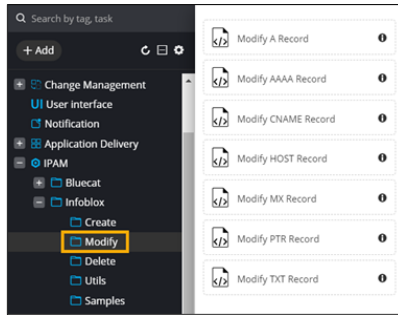 Search by tag, task
+ Add
Change Management
UI User interface
Notification
Application Delivery
IPAM
Bluecat
Infoblox
Create
Modify
Delete
Utils
Samples
Modify A Record
Modify AAAA Record
Modify CNAME Record
Modify HOST Record
Modify MX Record
Modify PTR Record
Modify TXT Record